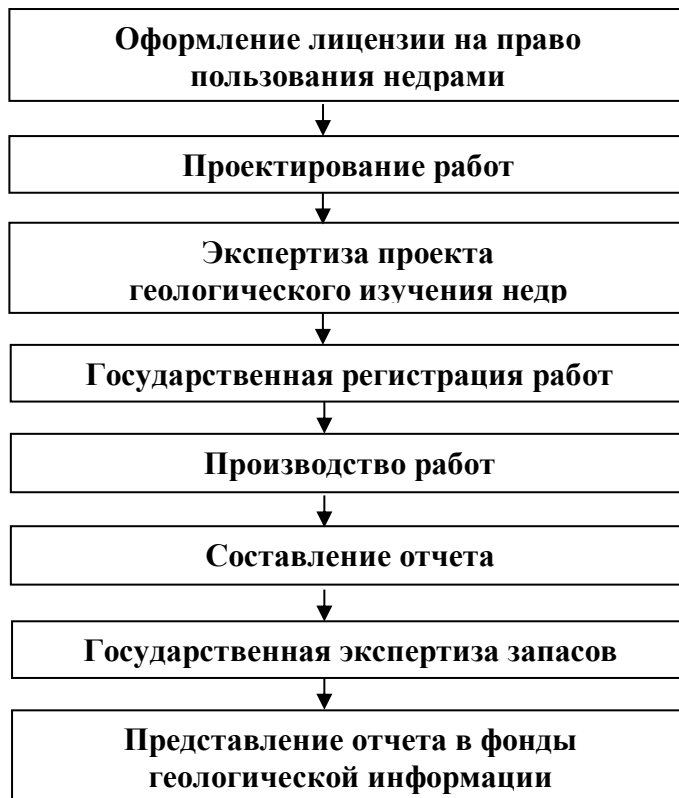 Оформление лицензии на право
пользования недрами
Проектирование работ
Экспертиза проекта
геологического изучения недр
Государственная регистрация работ
Производство работ
Составление отчета
Государственная экспертиза запасов
Представление отчета в фонды
геологической информации